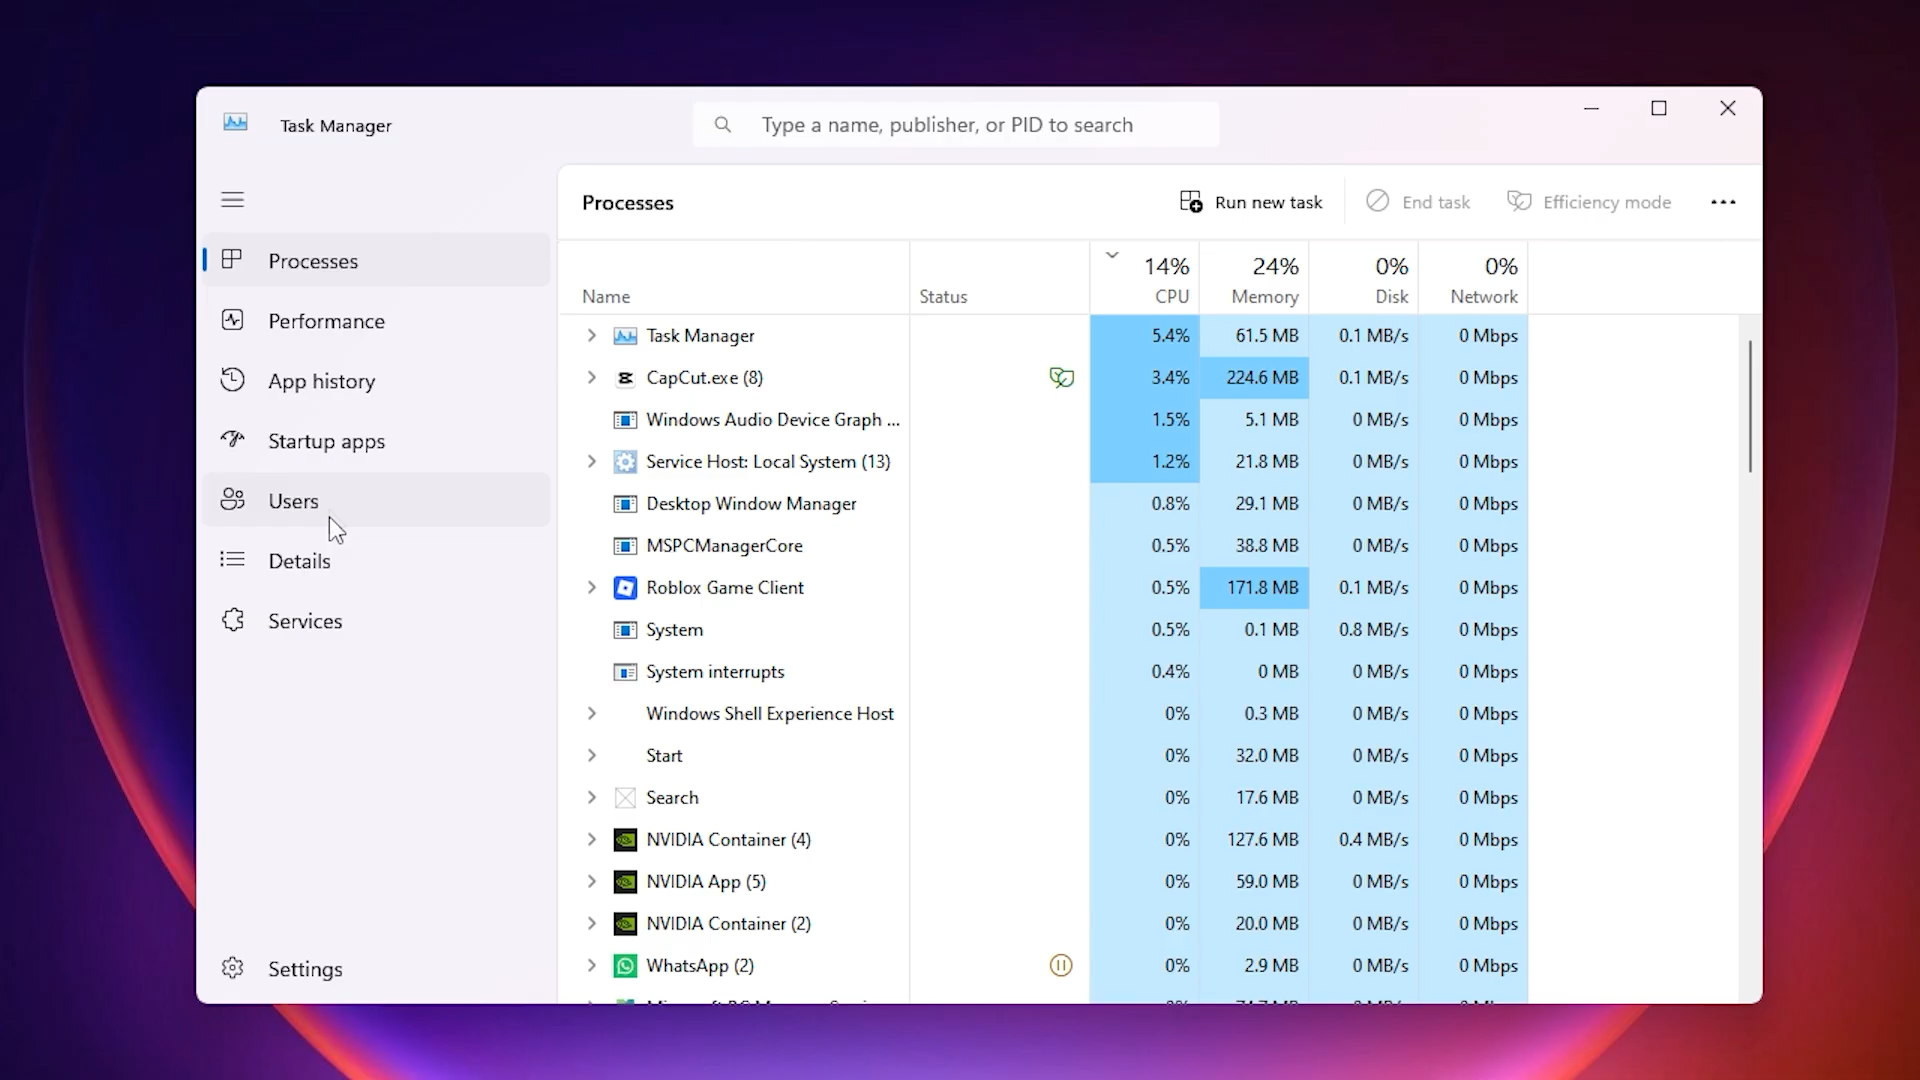 Task Manager
Type a name, publisher, or PID to search
Processes
Run new task
End task
Efficiency mode
Processes
Performance
App history
Startup apps
Users
Details
Services
Settings
14% 24% 0% 0%
Name Status CPU Memory Disk Network
Task Manager 5.4% 61.5 MB 0.1 MB/s 0 Mbps
CapCut.exe (8) 3.4% 224.6 MB 0.1 MB/s 0 Mbps
Windows Audio Device Graph ... 1.5% 5.1 MB 0 MB/s 0 Mbps
Service Host: Local System (13) 1.2% 21.8 MB 0 MB/s 0 Mbps
Desktop Window Manager 0.8% 29.1 MB 0 MB/s 0 Mbps
MSPCManagerCore 0.5% 38.8 MB 0 MB/s 0 Mbps
Roblox Game Client 0.5% 171.8 MB 0.1 MB/s 0 Mbps
System 0.5% 0.1 MB 0.8 MB/s 0 Mbps
System interrupts 0.4% 0 MB 0 MB/s 0 Mbps
Windows Shell Experience Host 0% 0.3 MB 0 MB/s 0 Mbps
Start 0% 32.0 MB 0 MB/s 0 Mbps
Search 0% 17.6 MB 0 MB/s 0 Mbps
NVIDIA Container (4) 0% 127.6 MB 0.4 MB/s 0 Mbps
NVIDIA App (5) 0% 59.0 MB 0 MB/s 0 Mbps
NVIDIA Container (2) 0% 20.0 MB 0 MB/s 0 Mbps
WhatsApp (2) 0% 2.9 MB 0 MB/s 0 Mbps